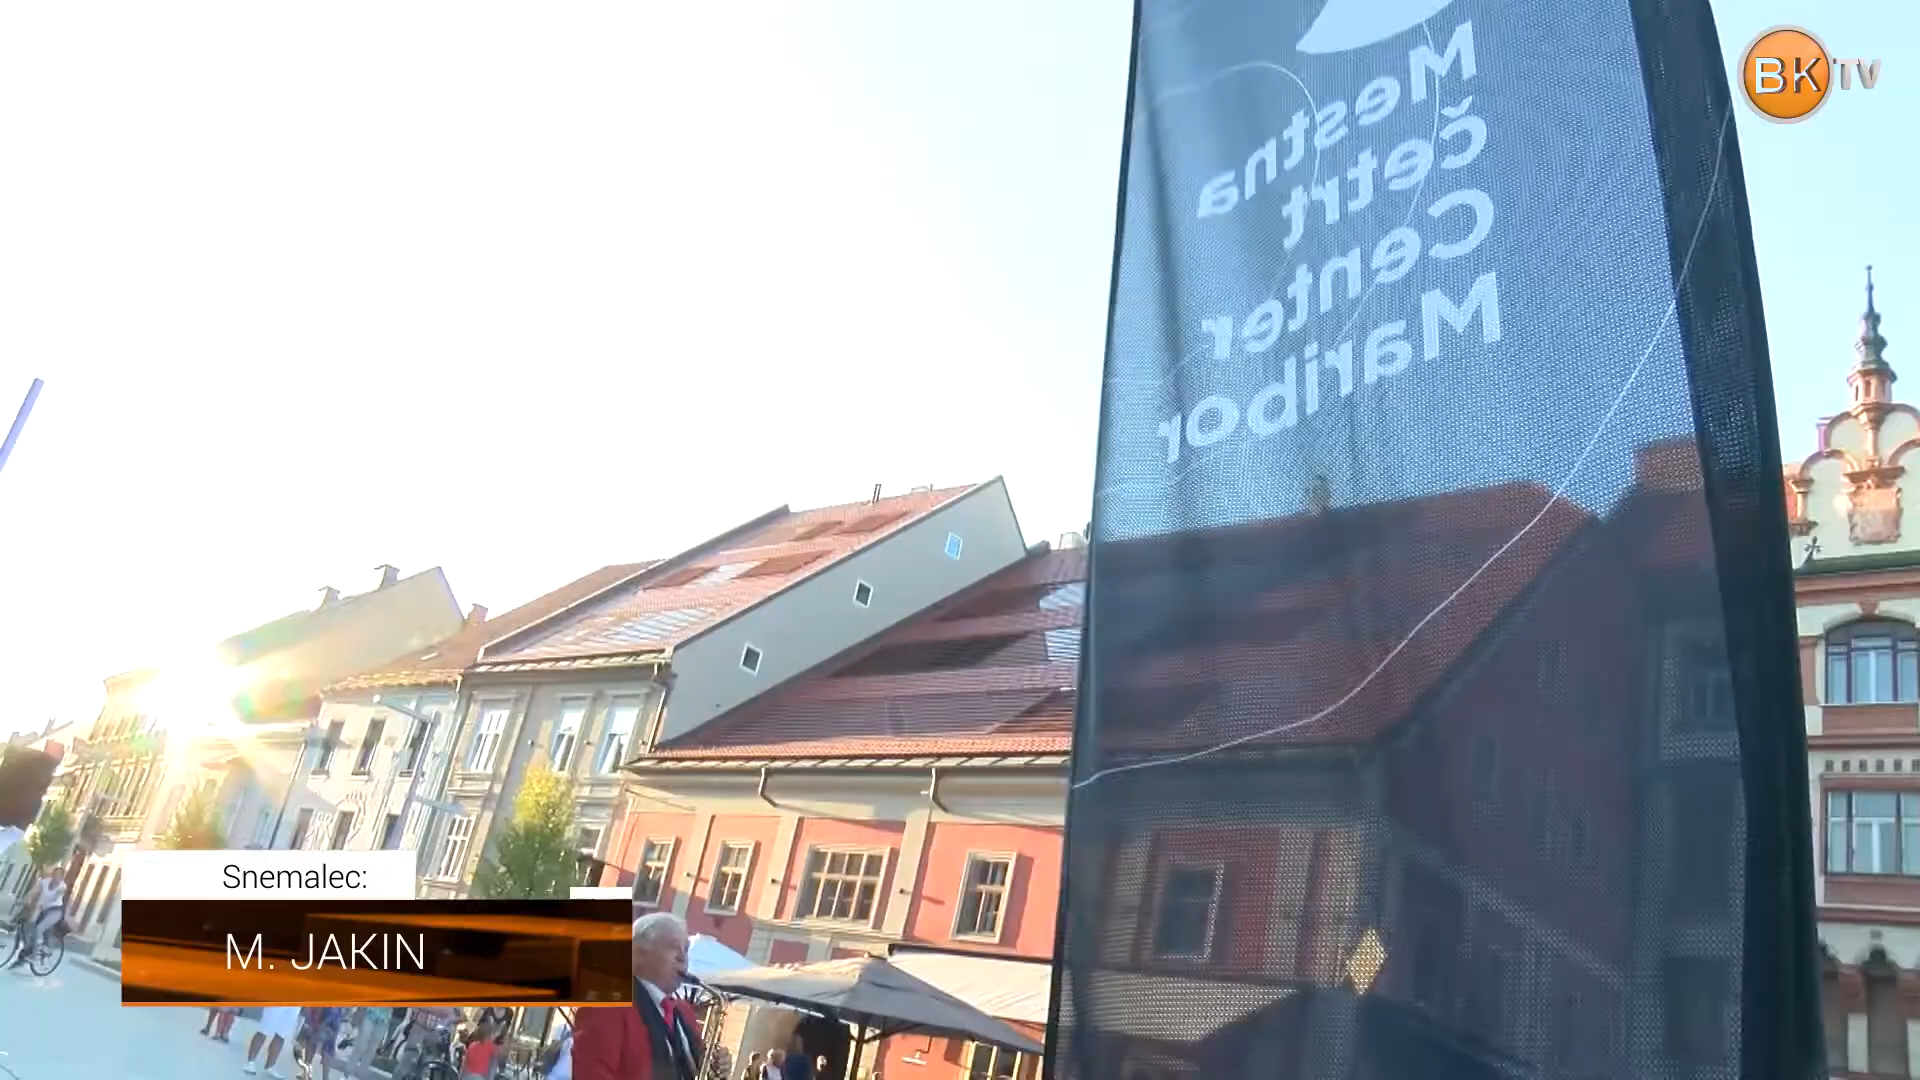 BK TV
Mestna
četrt
Center
Maribor
Snemalec:
M. JAKIN